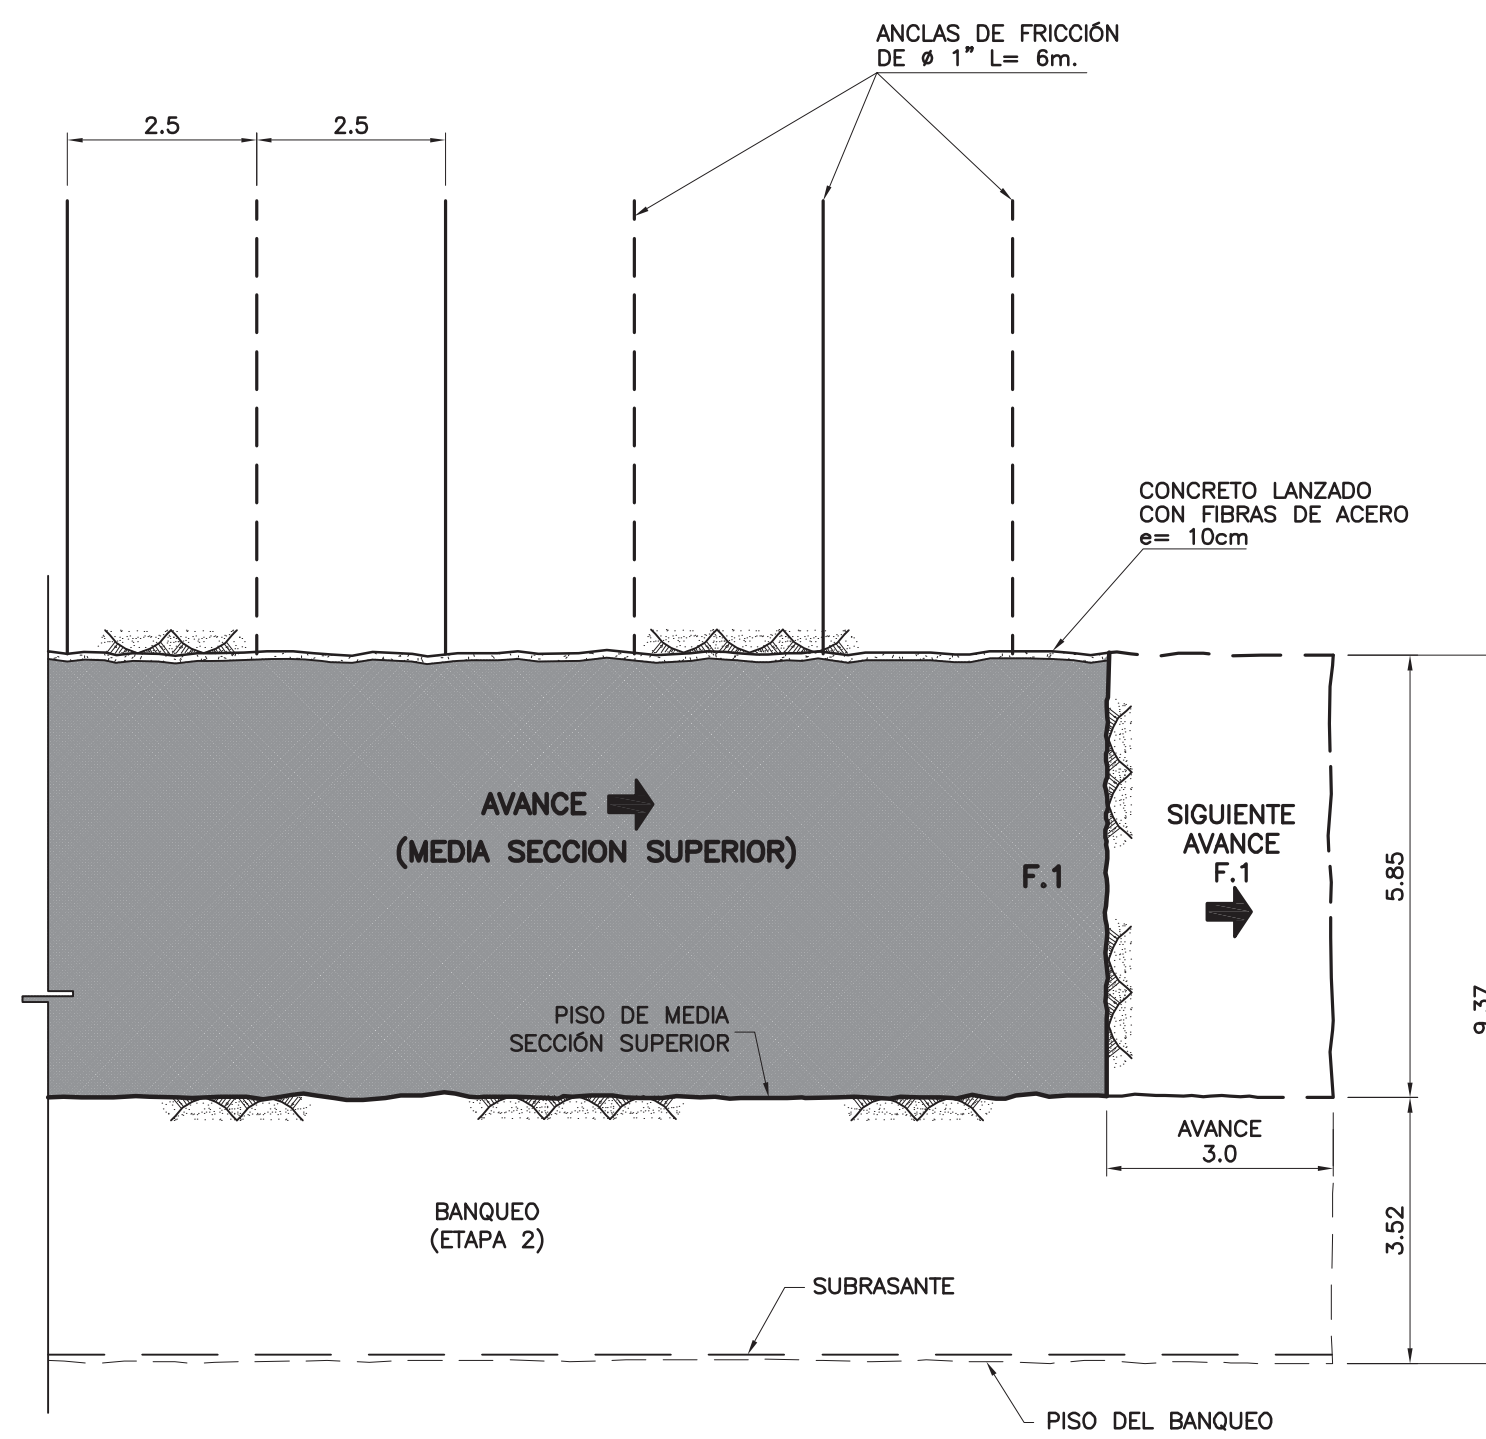 ANCLAS DE FRICCIÓN
DE ø 1" L= 6m.
2.5
2.5
CONCRETO LANZADO
CON FIBRAS DE ACERO
e= 10cm
AVANCE
(MEDIA SECCION SUPERIOR)
F.1
SIGUIENTE
AVANCE
F.1
5.85
9.37
PISO DE MEDIA
SECCIÓN SUPERIOR
AVANCE
3.0
3.52
BANQUEO
(ETAPA 2)
SUBRASANTE
PISO DEL BANQUEO